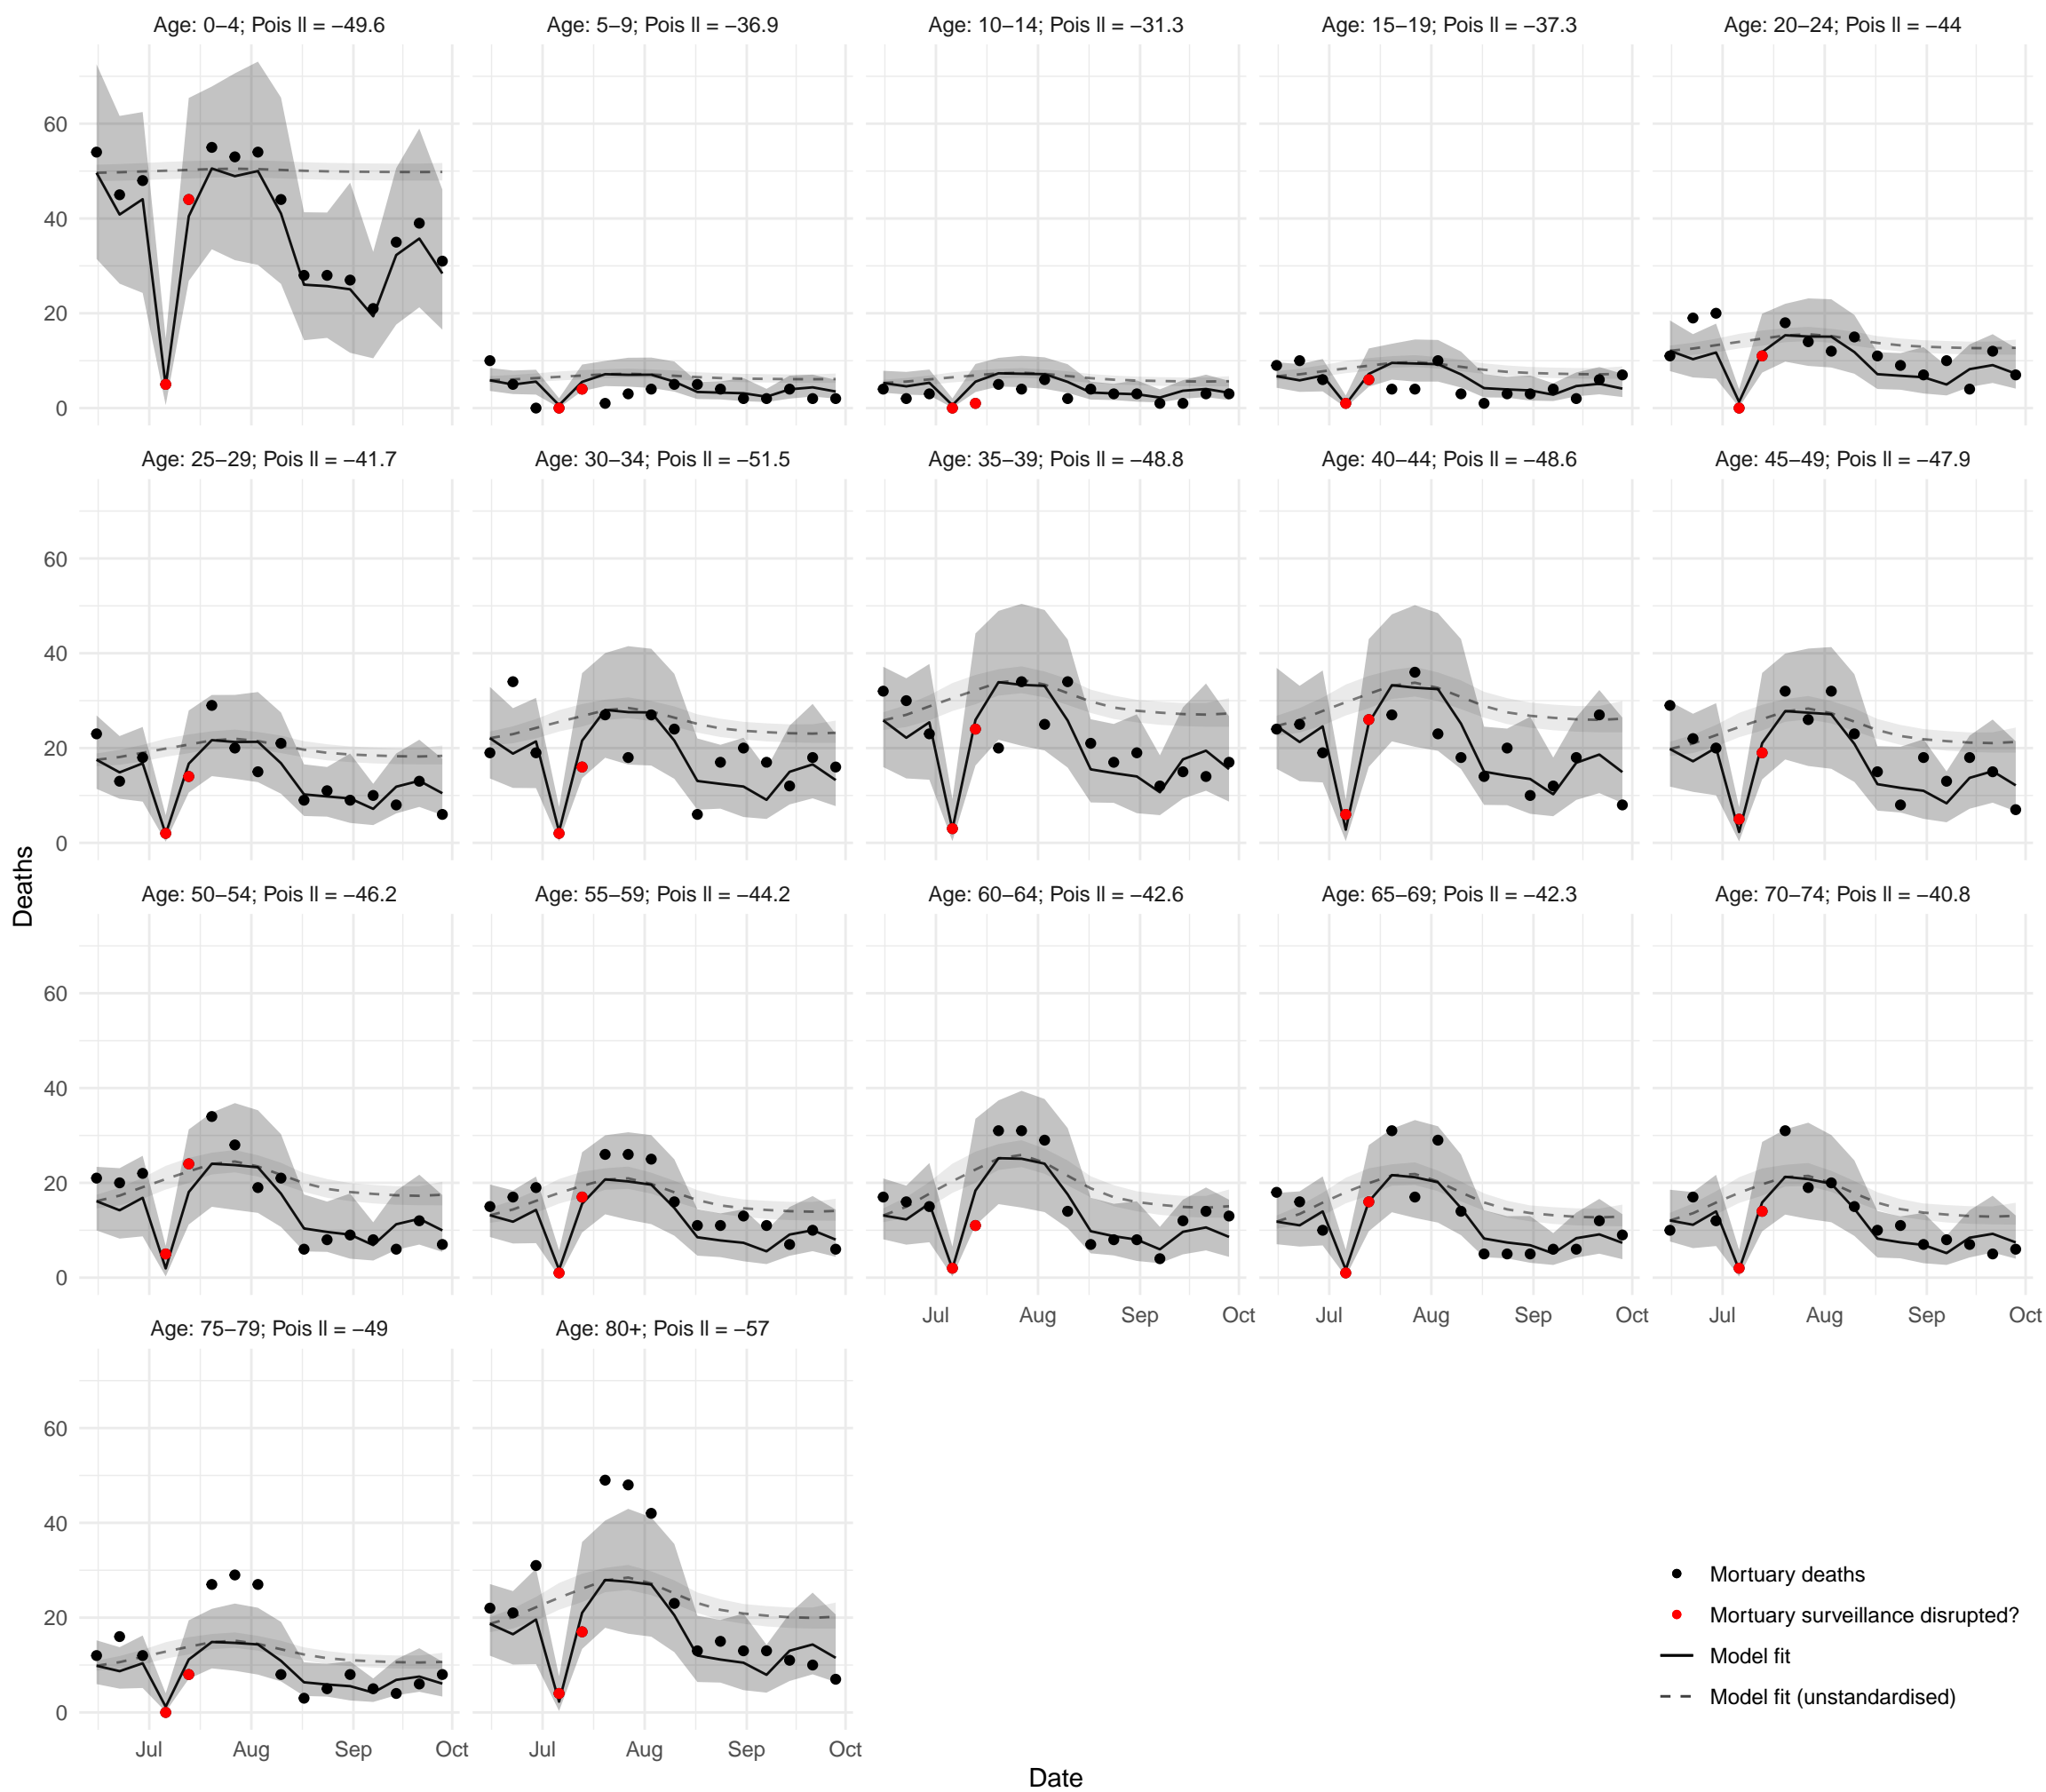 Age: 0–4; Pois ll = −49.6
Age: 5–9; Pois ll = −36.9
Age: 10–14; Pois ll = −31.3
Age: 15–19; Pois ll = −37.3
Age: 20–24; Pois ll = −44
60
40
20
0
Age: 25–29; Pois ll = −41.7
Age: 30–34; Pois ll = −51.5
Age: 35–39; Pois ll = −48.8
Age: 40–44; Pois ll = −48.6
Age: 45–49; Pois ll = −47.9
60
40
20
0
Deaths
Age: 50–54; Pois ll = −46.2
Age: 55–59; Pois ll = −44.2
Age: 60–64; Pois ll = −42.6
Age: 65–69; Pois ll = −42.3
Age: 70–74; Pois ll = −40.8
60
40
20
0
Jul Aug Sep Oct
Jul Aug Sep Oct
Jul Aug Sep Oct
Age: 75–79; Pois ll = −49
Age: 80+; Pois ll = −57
60
40
20
0
Jul Aug Sep Oct
Jul Aug Sep Oct
Mortuary deaths
Mortuary surveillance disrupted?
Model fit
Model fit (unstandardised)
Date